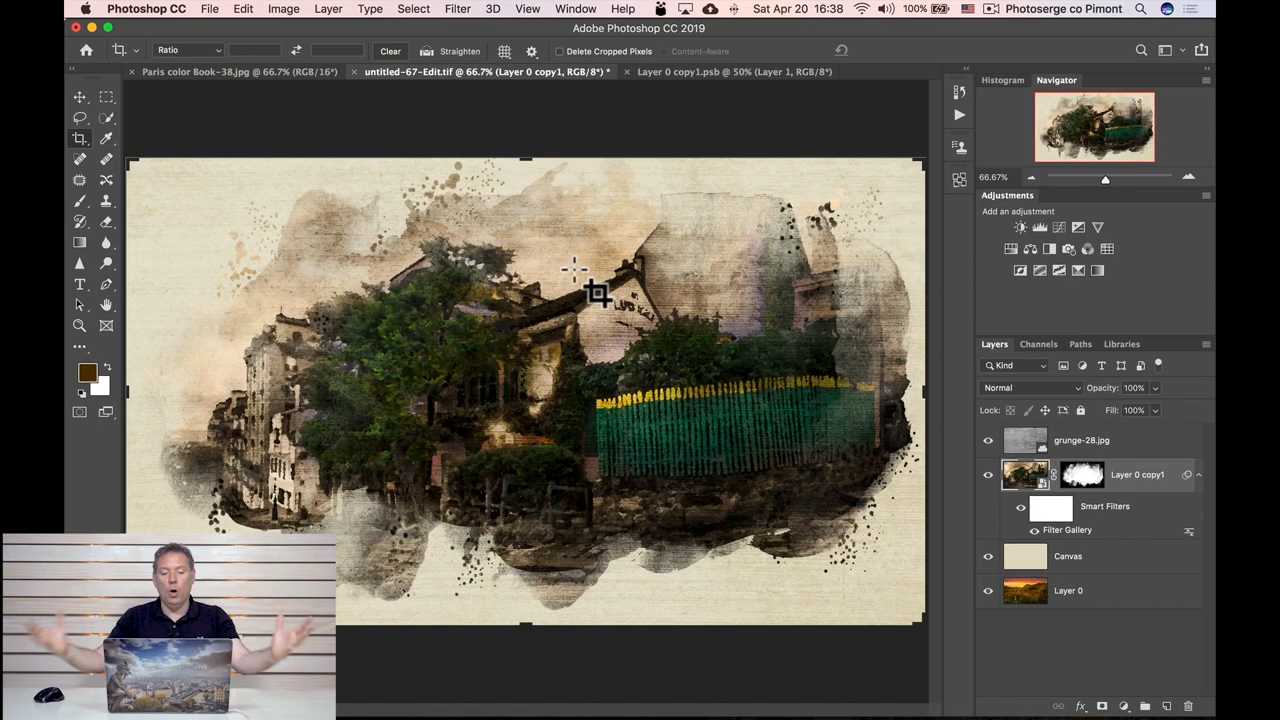 Photoshop CC File Edit Image Layer Type Select Filter 3D View Window Help 100% Sat Apr 20 16:38 100% Photoserge co Pimont
Adobe Photoshop CC 2019
Ratio Clear Straighten Delete Cropped Pixels Content-Aware
Paris color Book-38.jpg @ 66.7% (RGB/16*) untitled-67-Edit.tif @ 66.7% (Layer 0 copy1, RGB/8*) * Layer 0 copy1.psb @ 50% (Layer 1, RGB/8*)
Histogram Navigator
66.67%
Adjustments
Add an adjustment
Layers Channels Paths Libraries
Kind
Normal Opacity: 100%
Lock: Fill: 100%
grunge-28.jpg
Layer 0 copy1
Smart Filters
Filter Gallery
Canvas
Layer 0